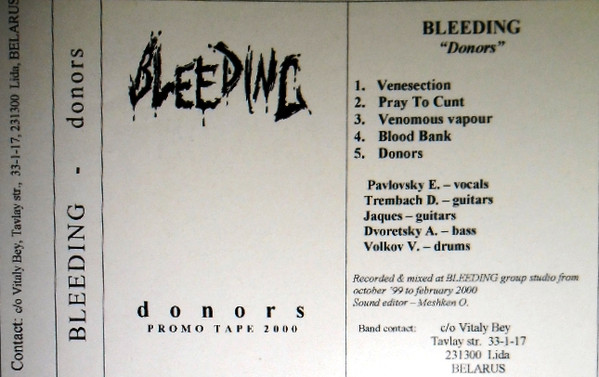 Contact: c/o Vitaly Bey, Tavlay str., 33-1-17, 231300 Lida, BELARUS
BLEEDING - donors
BLEEDING
donors
PROMO TAPE 2000
BLEEDING
"Donors"
1. Venesection
2. Pray To Cunt
3. Venomous vapour
4. Blood Bank
5. Donors
Pavlovsky E. – vocals
Trembach D. – guitars
Jaques – guitars
Dvoretsky A. – bass
Volkov V. – drums
Recorded & mixed at BLEEDING group studio from
october '99 to february 2000
Sound editor – Meshken O.
Band contact: c/o Vitaly Bey
Tavlay str. 33-1-17
231300 Lida
BELARUS